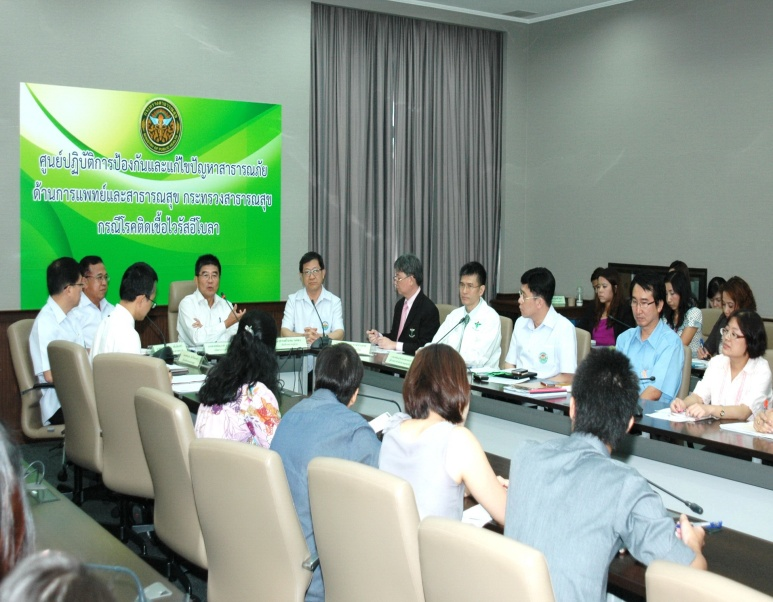 ศูนย์ปฏิบัติการป้องกันและแก้ไขปัญหาสาธารณภัย
ด้านการแพทย์และสาธารณสุข กระทรวงสาธารณสุข
กรณีโรคติดเชื้อไวรัสอีโบลา